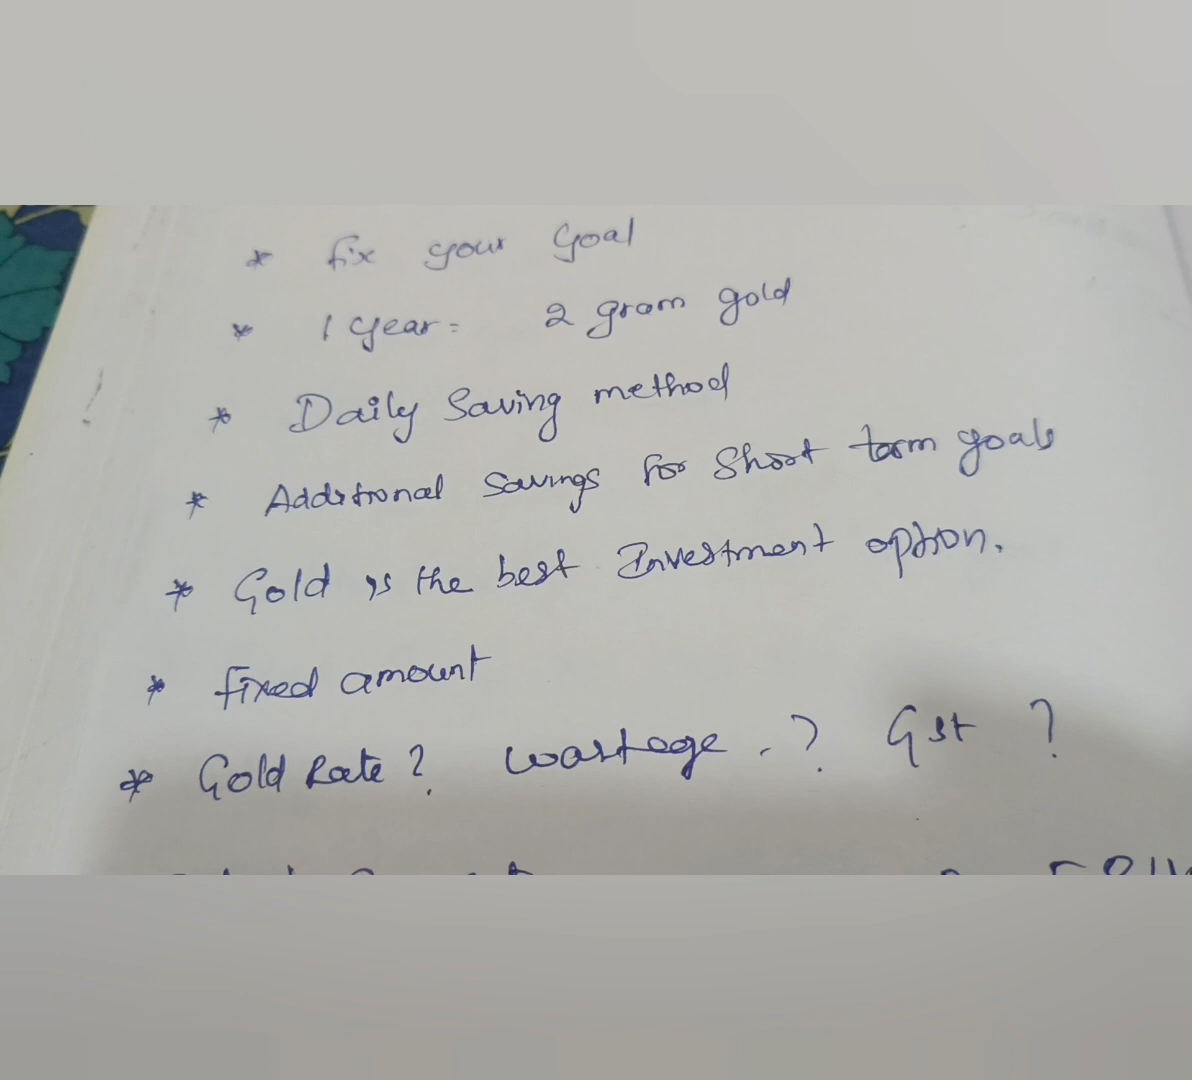 * fix your Goal
* 1 year = 2 gram gold
* Daily Saving method
* Additional Savings for Short term goals
* Gold is the best Investment option.
* fixed amount
* Gold Rate ? wastage . ? Gst ?